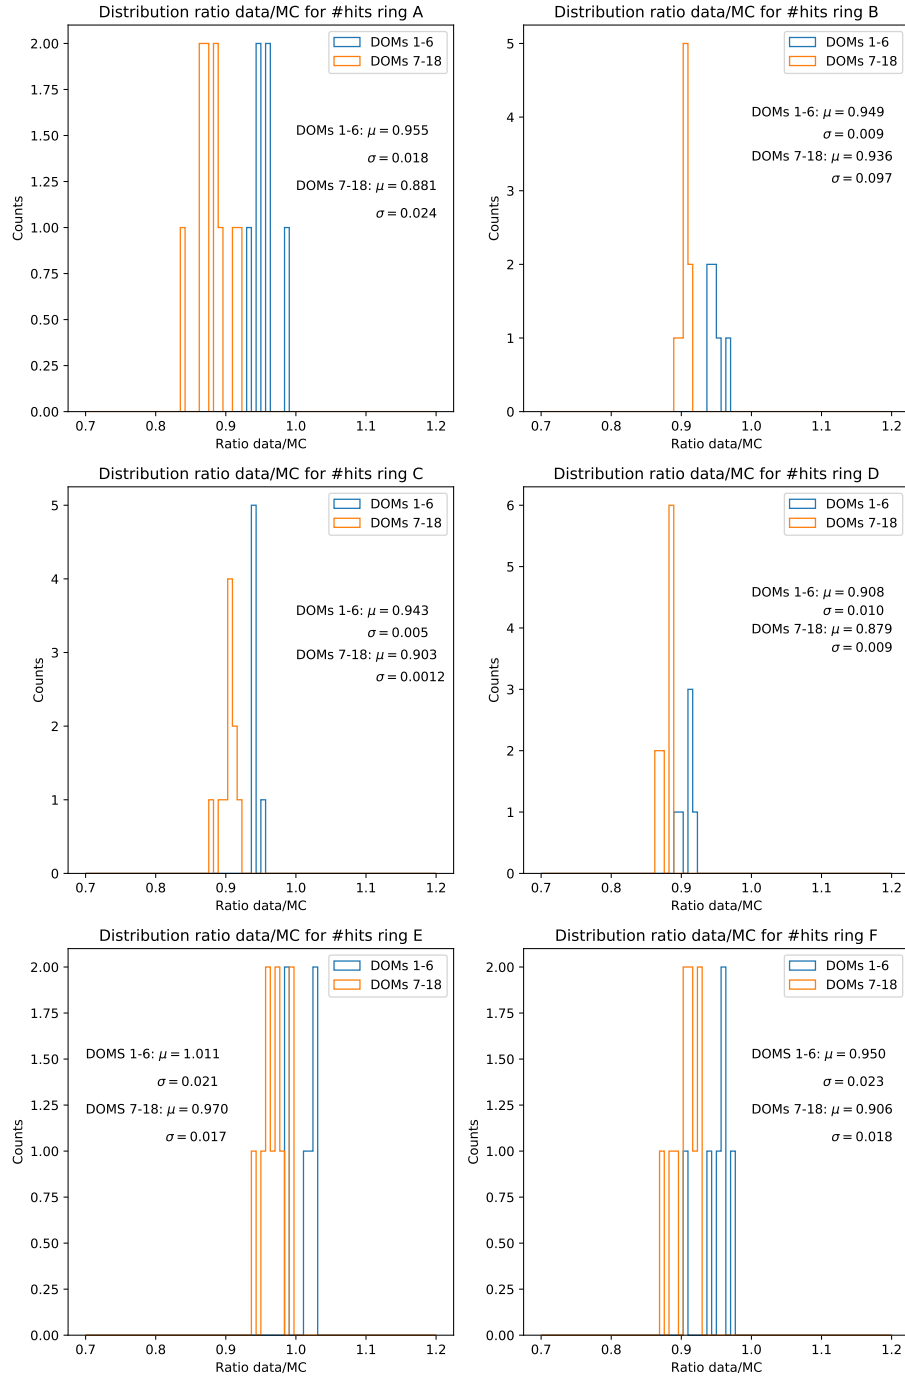 Distribution ratio data/MC for #hits ring A
DOMs 1-6
DOMs 7-18
DOMs 1-6: μ = 0.955
σ = 0.018
DOMs 7-18: μ = 0.881
σ = 0.024
Counts
2.00
1.75
1.50
1.25
1.00
0.75
0.50
0.25
0.00
0.7 0.8 0.9 1.0 1.1 1.2
Ratio data/MC
Distribution ratio data/MC for #hits ring B
DOMs 1-6
DOMs 7-18
DOMs 1-6: μ = 0.949
σ = 0.009
DOMs 7-18: μ = 0.936
σ = 0.097
Counts
5
4
3
2
1
0
0.7 0.8 0.9 1.0 1.1 1.2
Ratio data/MC
Distribution ratio data/MC for #hits ring C
DOMs 1-6
DOMs 7-18
DOMs 1-6: μ = 0.943
σ = 0.005
DOMs 7-18: μ = 0.903
σ = 0.0012
Counts
5
4
3
2
1
0
0.7 0.8 0.9 1.0 1.1 1.2
Ratio data/MC
Distribution ratio data/MC for #hits ring D
DOMs 1-6
DOMs 7-18
DOMs 1-6: μ = 0.908
σ = 0.010
DOMs 7-18: μ = 0.879
σ = 0.009
Counts
6
5
4
3
2
1
0
0.7 0.8 0.9 1.0 1.1 1.2
Ratio data/MC
Distribution ratio data/MC for #hits ring E
DOMs 1-6
DOMs 7-18
DOMS 1-6: μ = 1.011
σ = 0.021
DOMS 7-18: μ = 0.970
σ = 0.017
Counts
2.00
1.75
1.50
1.25
1.00
0.75
0.50
0.25
0.00
0.7 0.8 0.9 1.0 1.1 1.2
Ratio data/MC
Distribution ratio data/MC for #hits ring F
DOMs 1-6
DOMs 7-18
DOMS 1-6: μ = 0.950
σ = 0.023
DOMs 7-18: μ = 0.906
σ = 0.018
Counts
2.00
1.75
1.50
1.25
1.00
0.75
0.50
0.25
0.00
0.7 0.8 0.9 1.0 1.1 1.2
Ratio data/MC